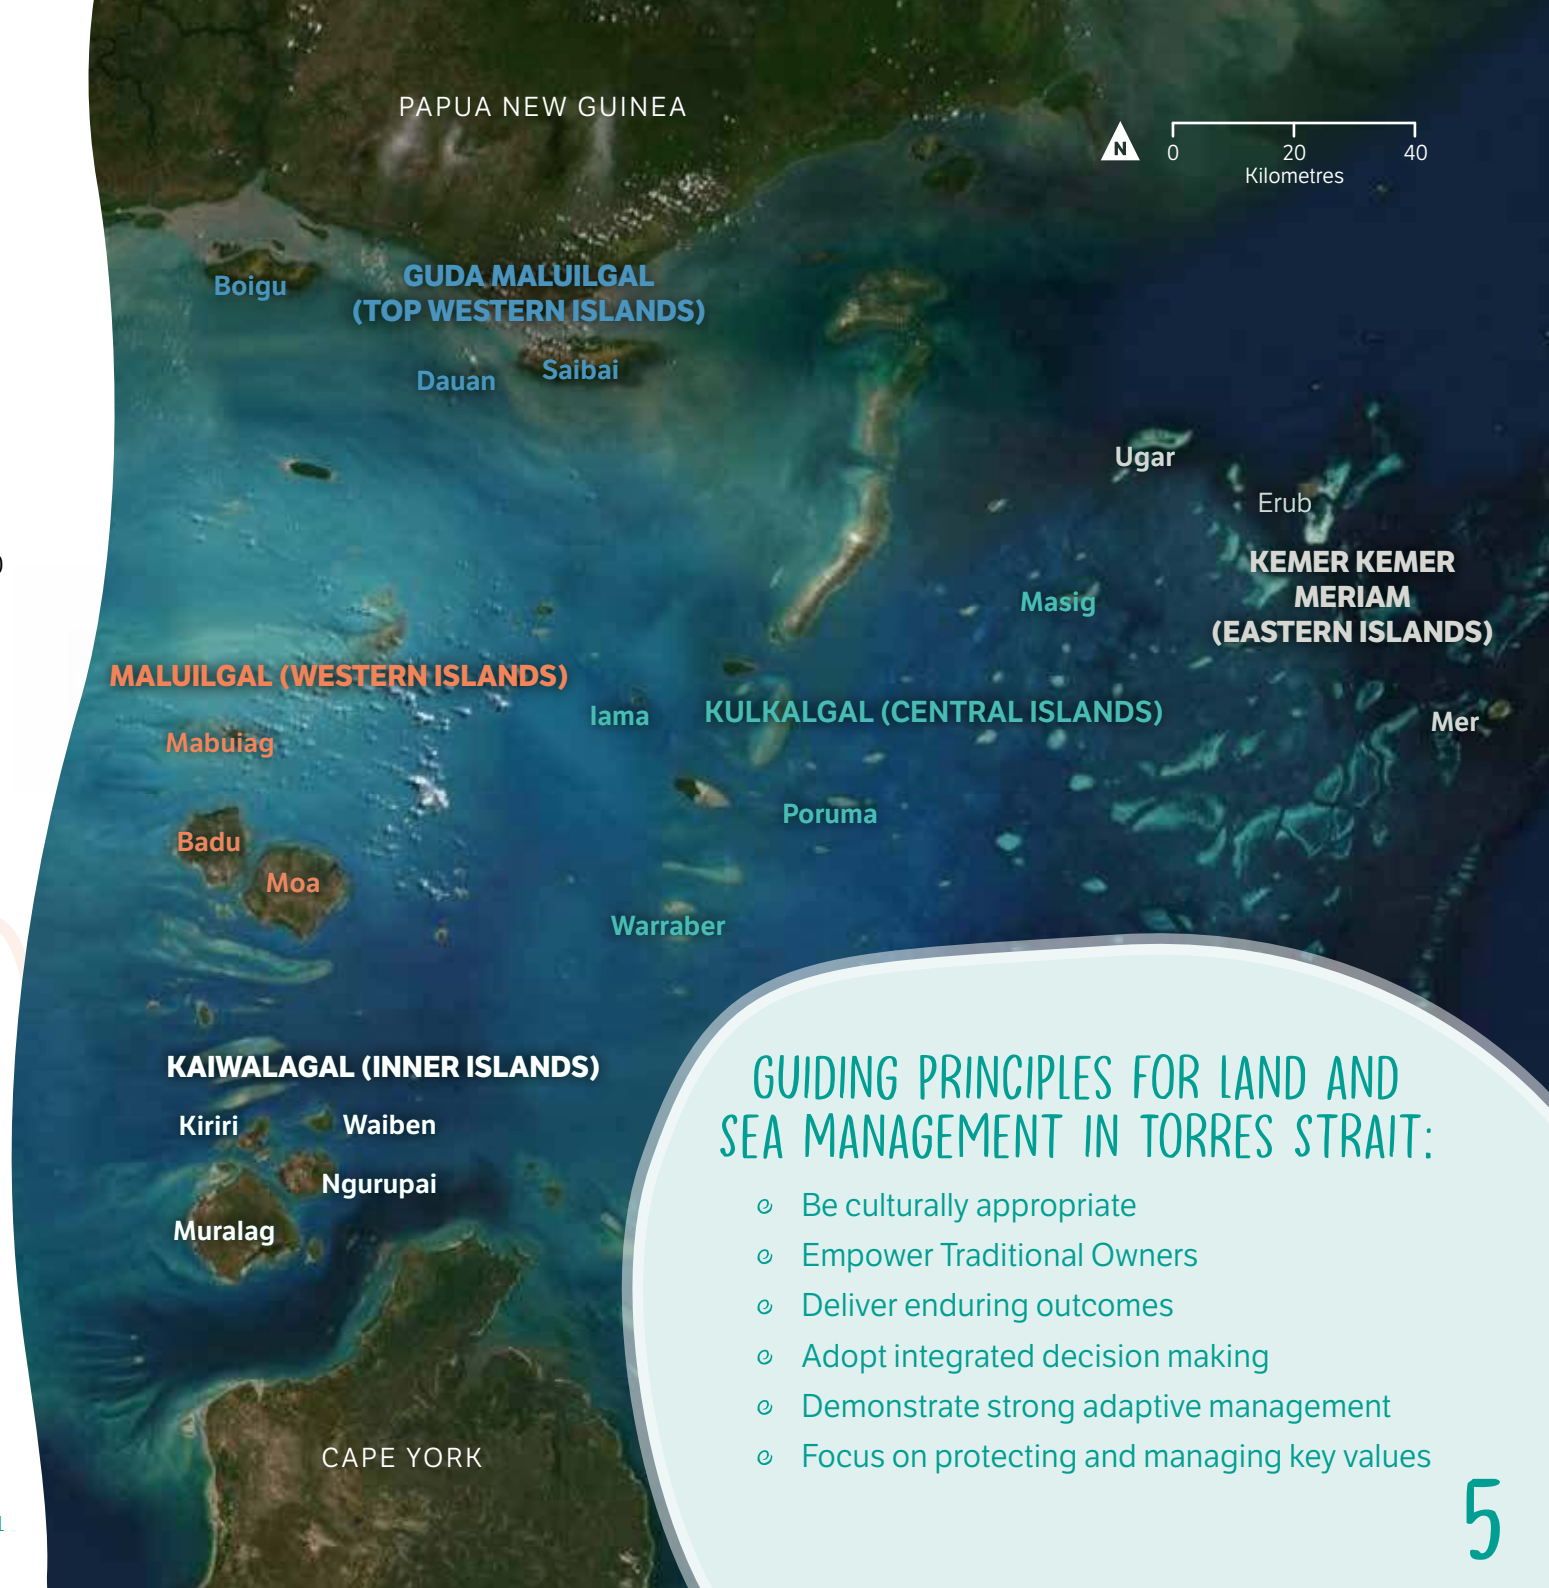 PAPUA NEW GUINEA
N
0
20
40
Kilometres
Boigu
GUDA MALUILGAL
(TOP WESTERN ISLANDS)
Dauan
Saibai
Ugar
Erub
KEMER KEMER
MERIAM
(EASTERN ISLANDS)
Masig
MALUILGAL (WESTERN ISLANDS)
Iama
KULKALGAL (CENTRAL ISLANDS)
Mer
Mabuiag
Poruma
Badu
Moa
Warraber
KAIWALAGAL (INNER ISLANDS)
Kiriri
Waiben
Ngurupai
Muralag
CAPE YORK
GUIDING PRINCIPLES FOR LAND AND
SEA MANAGEMENT IN TORRES STRAIT:
Be culturally appropriate
Empower Traditional Owners
Deliver enduring outcomes
Adopt integrated decision making
Demonstrate strong adaptive management
Focus on protecting and managing key values
5